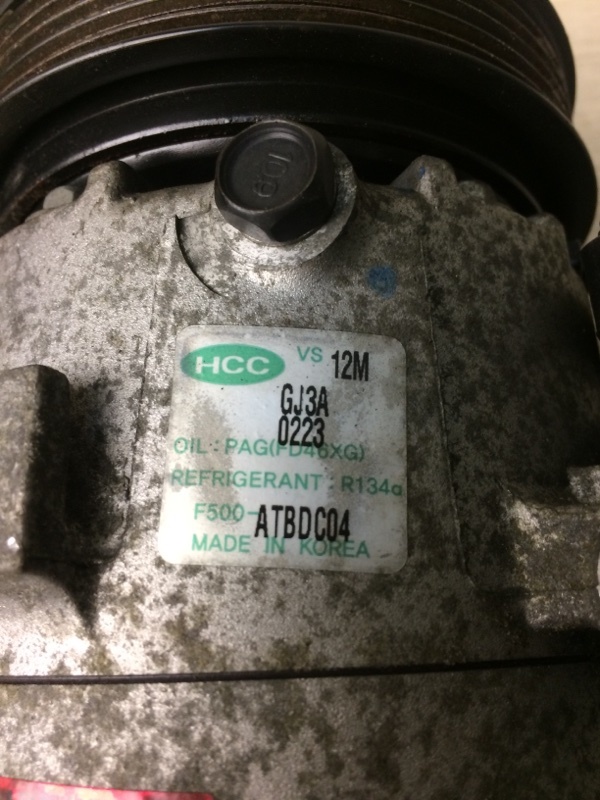 HCC VS 12M
GJ3A
0223
OIL : PAG(FD46XG)
REFRIGERANT : R134a
F500-ATBDC04
MADE IN KOREA